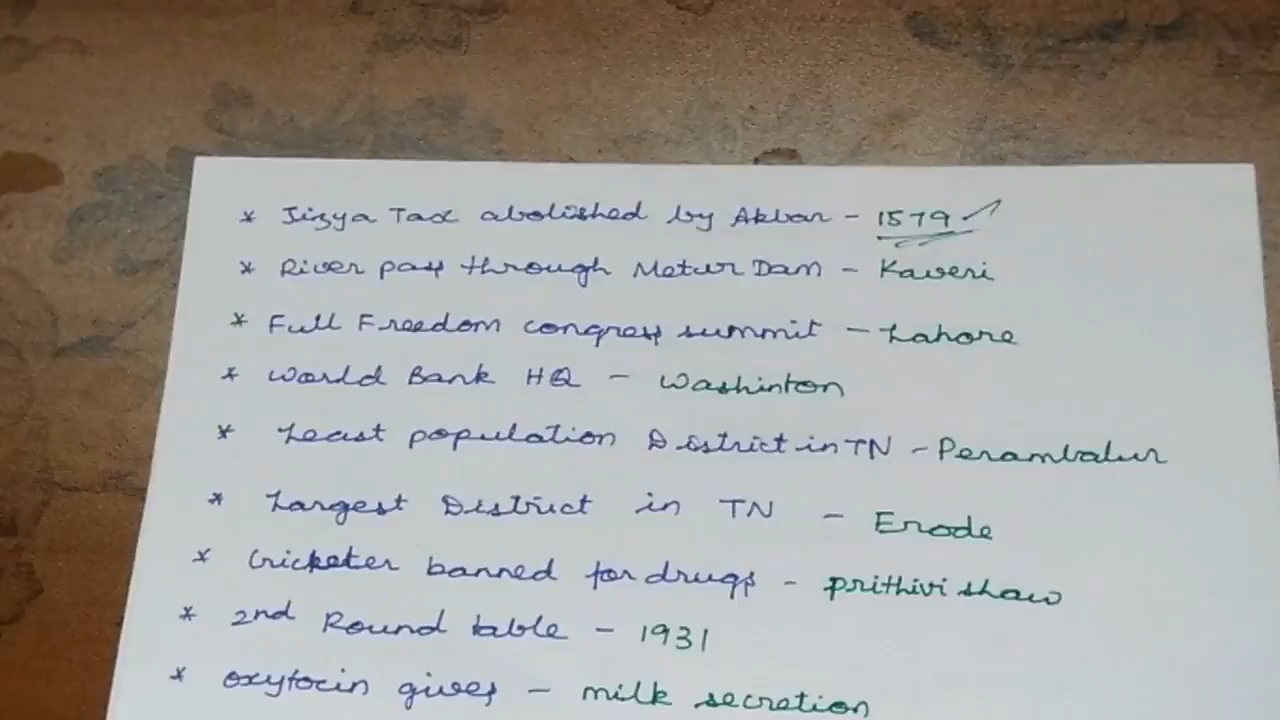 * Jizya Tax abolished by Akbar - 1579 ✓
* River pass through Metur Dam - Kaveri
* Full Freedom congress summit - Lahore
* World Bank HQ - Washinton
* Least population District in TN - Perambalur
* Largest District in TN - Erode
* Cricketer banned for drugs - prithivi shaw
* 2nd Round table - 1931
* oxytocin gives - milk secretion